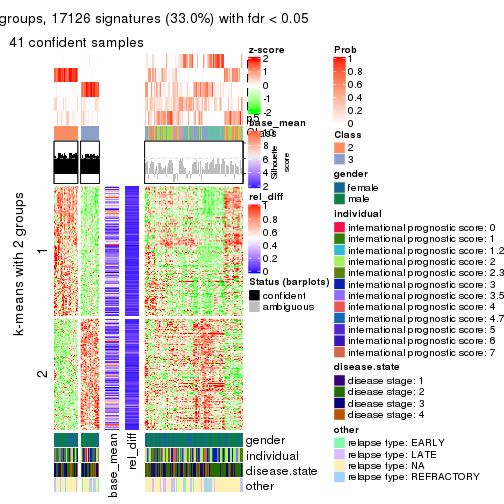 groups, 17126 signatures (33.0%) with fdr < 0.05
41 confident samples
z-score
2
1
0
-1
-2
base_mean
6
4
2
Silhouette
score
rel_diff
1
0.8
0.6
0.4
0.2
0
Status (barplots)
confident
ambiguous
k-means with 2 groups
1
2
base_mean
rel_diff
gender
individual
disease.state
other
Prob
1
0.8
0.6
0.4
0.2
0
Class
2
3
gender
female
male
individual
international prognostic score: 0
international prognostic score: 1
international prognostic score: 1.2
international prognostic score: 2
international prognostic score: 2.3
international prognostic score: 3
international prognostic score: 3.5
international prognostic score: 4
international prognostic score: 4.7
international prognostic score: 5
international prognostic score: 6
international prognostic score: 7
disease.state
disease stage: 1
disease stage: 2
disease stage: 3
disease stage: 4
other
relapse type: EARLY
relapse type: LATE
relapse type: NA
relapse type: REFRACTORY